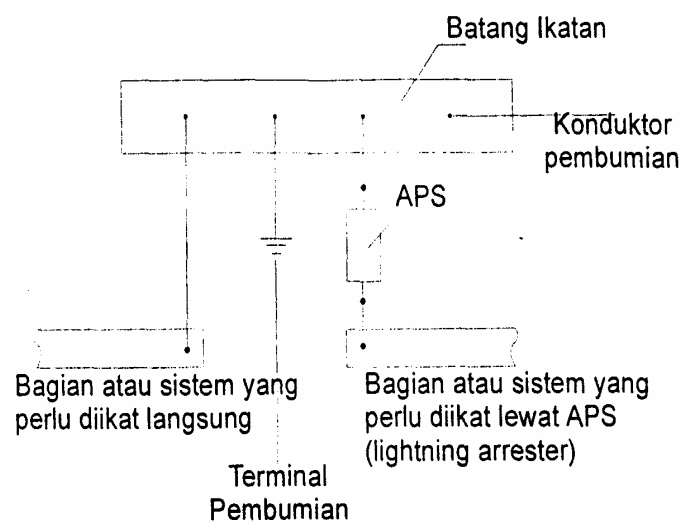 Batang Ikatan
Konduktor
pembumian
APS
Bagian atau sistem yang
perlu diikat langsung
Bagian atau sistem yang
perlu diikat lewat APS
(lightning arrester)
Terminal
Pembumian